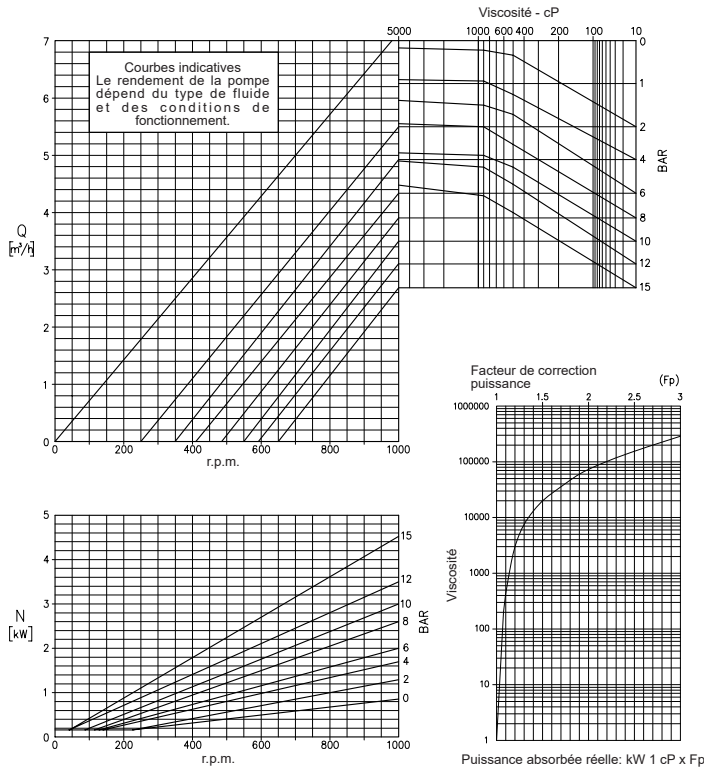 Viscosité - cP
5000 1000 800 600 400 200 100 10
7
6
5
4
3
2
1
0
Q
[m³/h]
Courbes indicatives
Le rendement de la pompe
dépend du type de fluide
et des conditions de
fonctionnement.
0
1
2
4
6
8
10
12
15
BAR
0 200 400 600 800 1000
r.p.m.
5
4
3
2
1
0
N
[kW]
15
12
10
8
6
4
2
0
BAR
0 200 400 600 800 1000
r.p.m.
Facteur de correction
puissance
(Fp)
1 1.5 2 2.5 3
1000000
100000
10000
1000
100
10
1
Viscosité
Puissance absorbée réelle: kW 1 cP x Fp